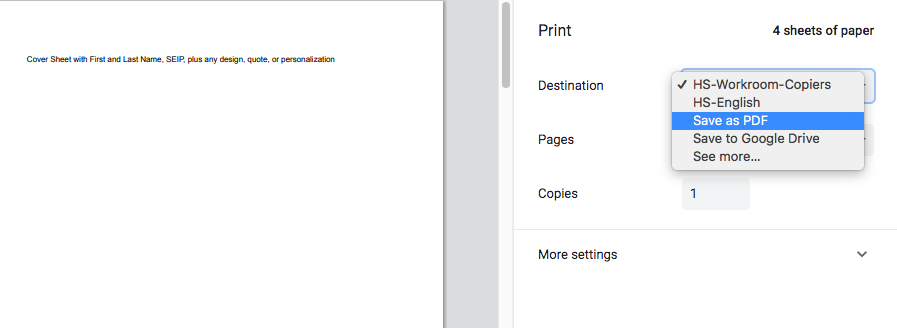 Cover Sheet with First and Last Name, SEIP, plus any design, quote, or personalization
Print
4 sheets of paper
Destination
✓ HS-Workroom-Copiers
HS-English
Save as PDF
Save to Google Drive
See more...
Pages
Copies
1
More settings